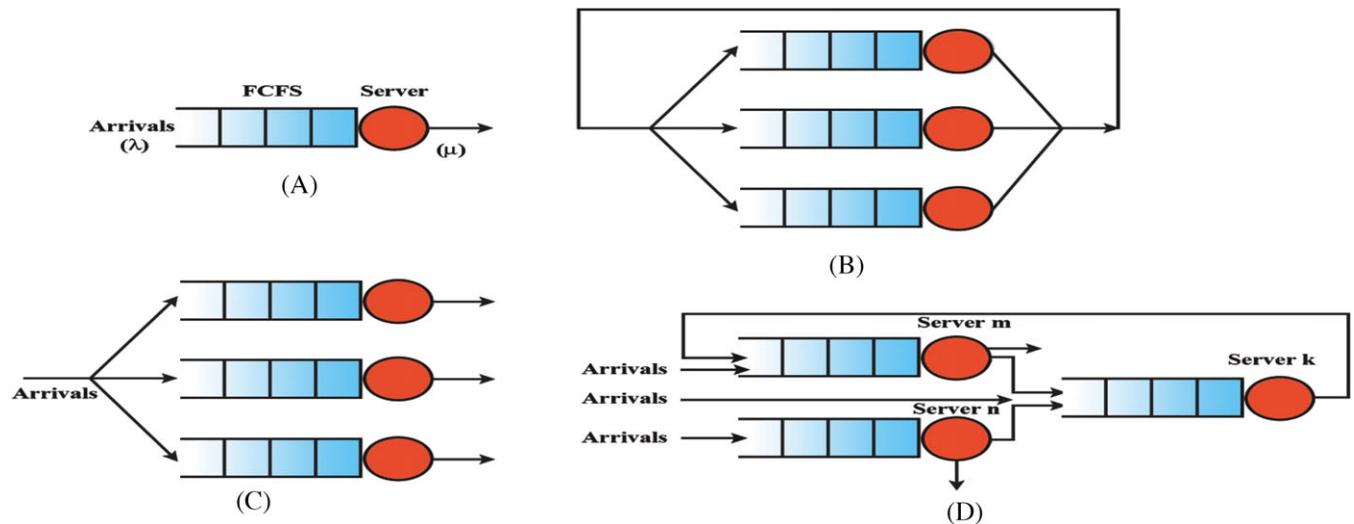 FCFS
Server
Arrivals
(λ)
(μ)
(A)
(B)
Arrivals
(C)
Server m
Arrivals
Arrivals
Server n
Arrivals
Server k
(D)